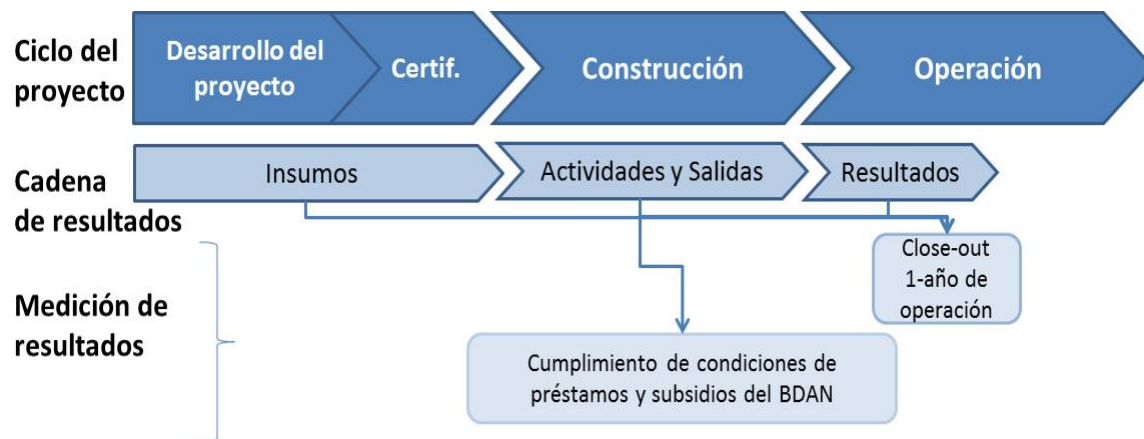 Ciclo del
proyecto
Desarrollo del
proyecto
Certif.
Construcción
Operación
Cadena
de resultados
Insumos
Actividades y Salidas
Resultados
Medición de
resultados
Close-out
1-año de
operación
Cumplimiento de condiciones de
préstamos y subsidios del BDAN